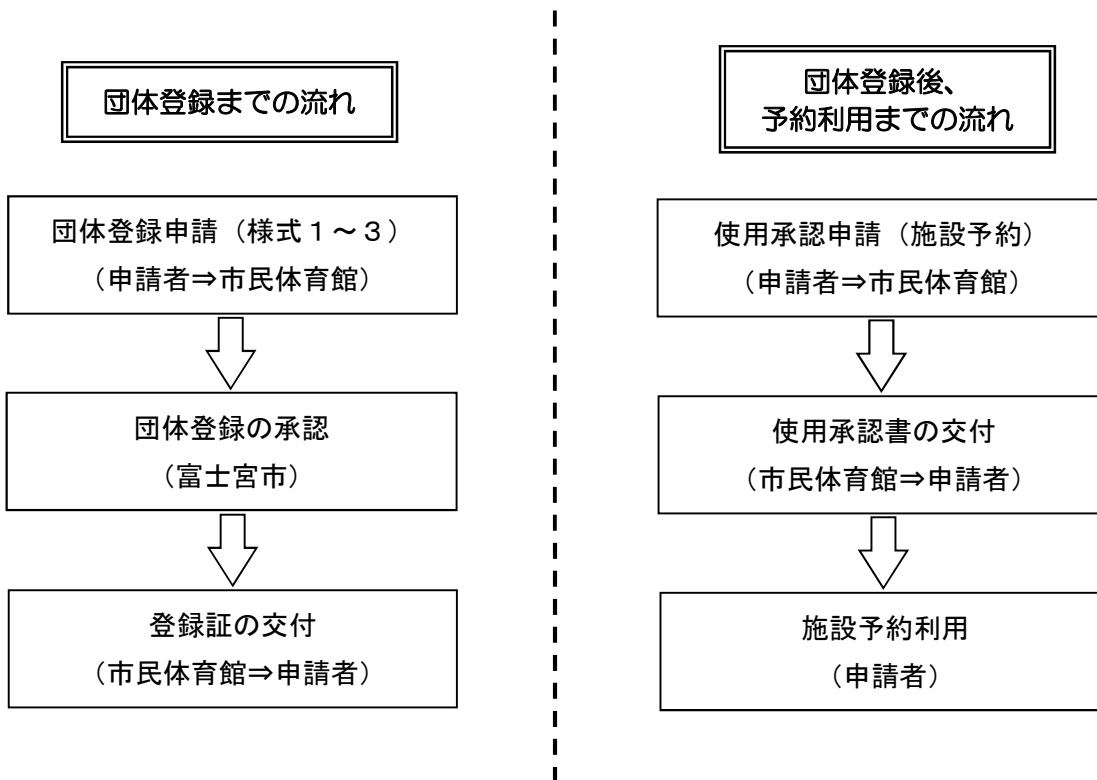 団体登録までの流れ
団体登録申請（様式１～３）
（申請者⇒市民体育館）
団体登録の承認
（富士宮市）
登録証の交付
（市民体育館⇒申請者）
団体登録後、
予約利用までの流れ
使用承認申請（施設予約）
（申請者⇒市民体育館）
使用承認書の交付
（市民体育館⇒申請者）
施設予約利用
（申請者）